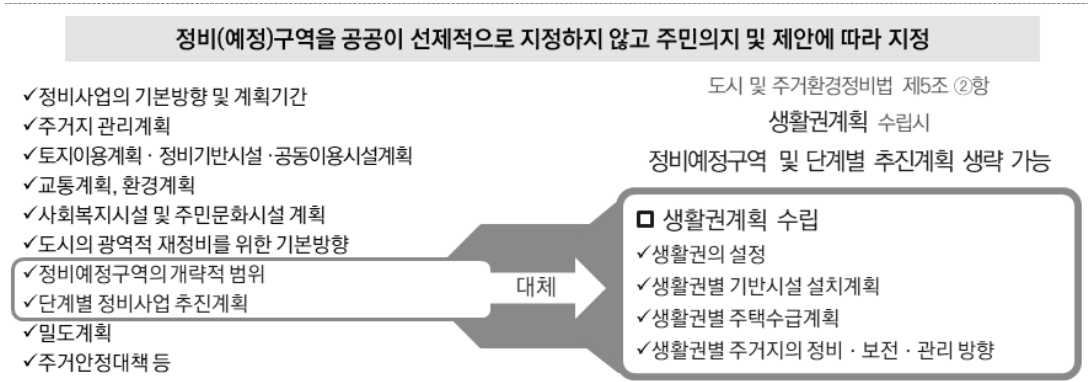 정비(예정)구역을 공공이 선제적으로 지정하지 않고 주민의지 및 제안에 따라 지정
✓정비사업의 기본방향 및 계획기간
✓주거지 관리계획
✓토지이용계획 · 정비기반시설 ·공동이용시설계획
✓교통계획, 환경계획
✓사회복지시설 및 주민문화시설 계획
✓도시의 광역적 재정비를 위한 기본방향
✓정비예정구역의 개략적 범위
✓단계별 정비사업 추진계획
✓밀도계획
✓주거안정대책 등
대체
도시 및 주거환경정비법 제5조 ②항
생활권계획 수립시
정비예정구역 및 단계별 추진계획 생략 가능
□ 생활권계획 수립
✓생활권의 설정
✓생활권별 기반시설 설치계획
✓생활권별 주택수급계획
✓생활권별 주거지의 정비 · 보전 · 관리 방향